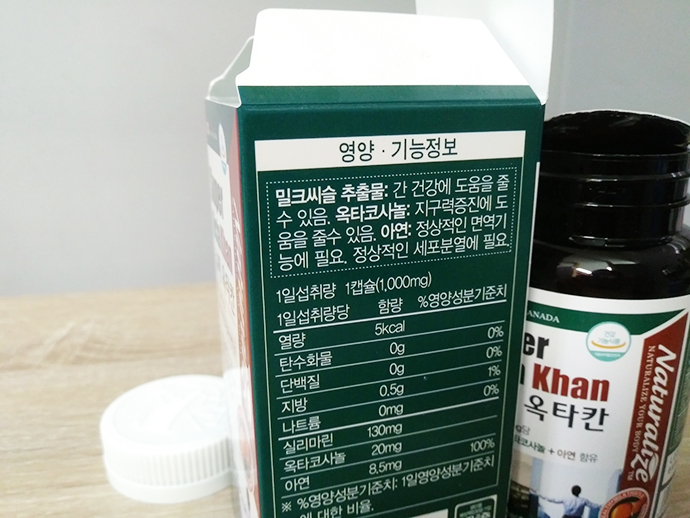 영양 · 기능정보
밀크씨슬 추출물: 간 건강에 도움을 줄
수 있음. 옥타코사놀: 지구력증진에 도
움을 줄수 있음. 아연: 정상적인 면역기
능에 필요. 정상적인 세포분열에 필요.
1일섭취량 1캡슐(1,000mg)
1일섭취량당 함량 %영양성분기준치
열량 5kcal
탄수화물 0g 0%
단백질 0g 0%
지방 0.5g 1%
나트륨 0mg 0%
실리마린 130mg
옥타코사놀 20mg
아연 8.5mg 100%
※ %영양성분기준치: 1일영양성분기준치
에 대한 비율.
ANADA
건강
기능식품
er
Khan
옥타칸
타코사놀 + 아연 함유
Naturalize
NATURALIZE YOUR BODY
TM